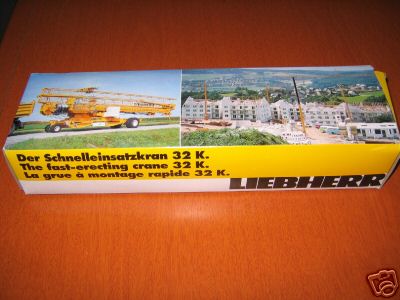 Der Schnelleinsatzkran 32 K.
The fast-erecting crane 32 K.
La grue à montage rapide 32 K.
LIEBHERR